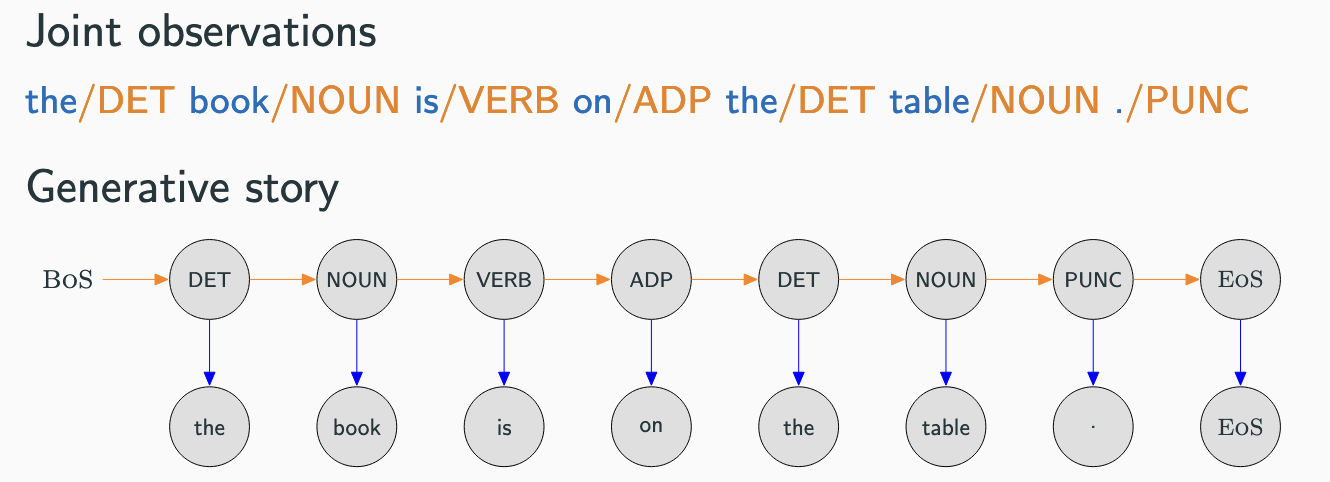 Joint observations
the/DET book/NOUN is/VERB on/ADP the/DET table/NOUN ./PUNC
Generative story
BoS DET NOUN VERB ADP DET NOUN PUNC EoS
the book is on the table . EoS